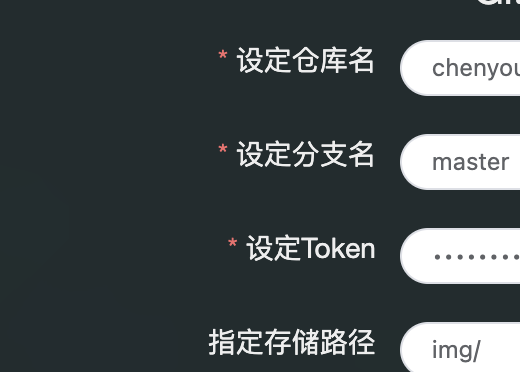 * 设定仓库名 chenyou
* 设定分支名 master
* 设定Token ••••••••
指定存储路径 img/